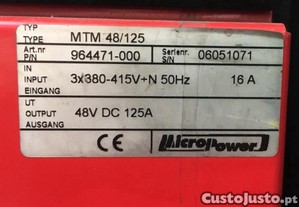 TYP
TYPE MTM 48/125
Art.nr
P/N 964471-000 Serienr. S/N 06051071
IN
INPUT 3x380-415V+N 50Hz 16 A
EINGANG
UT
OUTPUT 48V DC 125A
AUSGANG
CE MicroPower
CustoJusto.pt